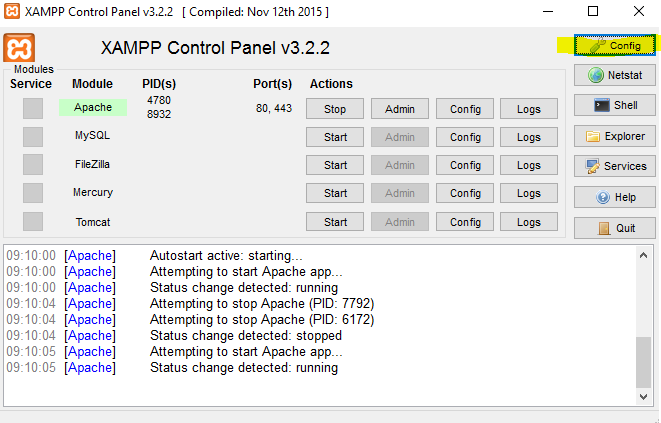 XAMPP Control Panel v3.2.2 [ Compiled: Nov 12th 2015 ]
XAMPP Control Panel v3.2.2
Config
Modules
Service Module PID(s) Port(s) Actions
Netstat
Apache 4780 8932 80, 443 Stop Admin Config Logs
Shell
MySQL Start Admin Config Logs
Explorer
FileZilla Start Admin Config Logs
Services
Mercury Start Admin Config Logs
Help
Tomcat Start Admin Config Logs
Quit
09:10:00 [Apache] Autostart active: starting...
09:10:00 [Apache] Attempting to start Apache app...
09:10:00 [Apache] Status change detected: running
09:10:04 [Apache] Attempting to stop Apache (PID: 7792)
09:10:04 [Apache] Attempting to stop Apache (PID: 6172)
09:10:04 [Apache] Status change detected: stopped
09:10:05 [Apache] Attempting to start Apache app...
09:10:05 [Apache] Status change detected: running